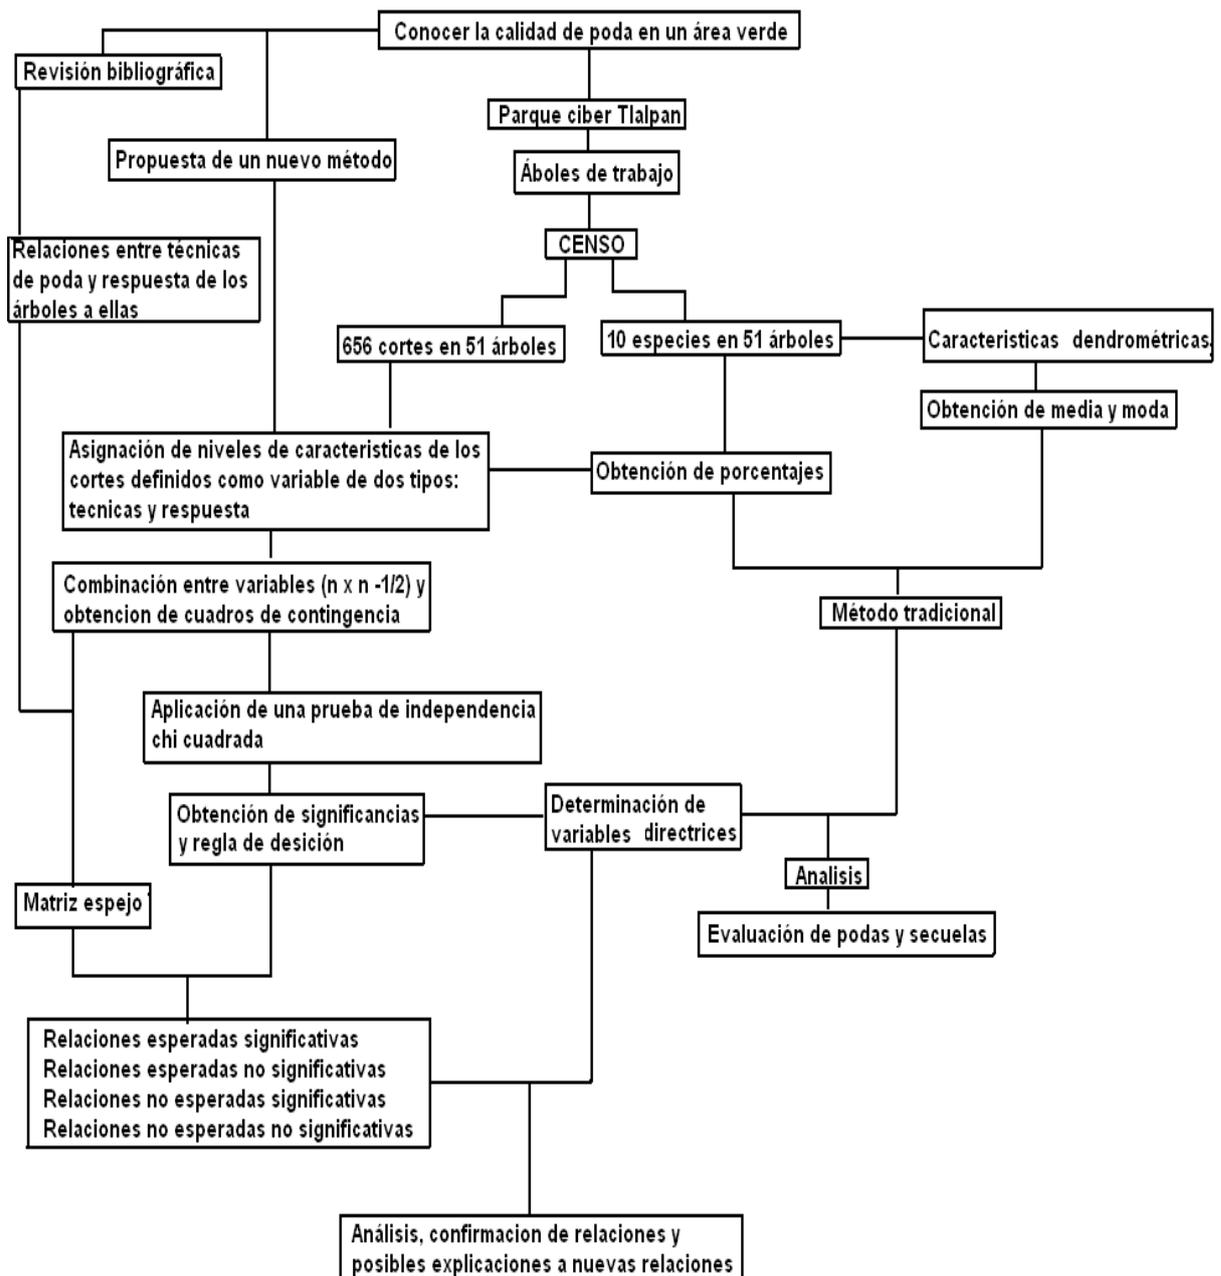 Conocer la calidad de poda en un área verde
Revisión bibliográfica
Parque ciber Tlalpan
Propuesta de un nuevo método
Áboles de trabajo
CENSO
Relaciones entre técnicas
de poda y respuesta de los
árboles a ellas
656 cortes en 51 árboles
10 especies en 51 árboles
Caracteristicas dendrométricas.
Obtención de media y moda
Asignación de niveles de caracteristicas de los
cortes definidos como variable de dos tipos:
tecnicas y respuesta
Obtención de porcentajes
Combinación entre variables (n x n -1/2) y
obtencion de cuadros de contingencia
Método tradicional
Aplicación de una prueba de independencia
chi cuadrada
Obtención de significancias
y regla de desición
Determinación de
variables directrices
Analisis
Matriz espejo
Evaluación de podas y secuelas
Relaciones esperadas significativas
Relaciones esperadas no significativas
Relaciones no esperadas significativas
Relaciones no esperadas no significativas
Análisis, confirmacion de relaciones y
posibles explicaciones a nuevas relaciones